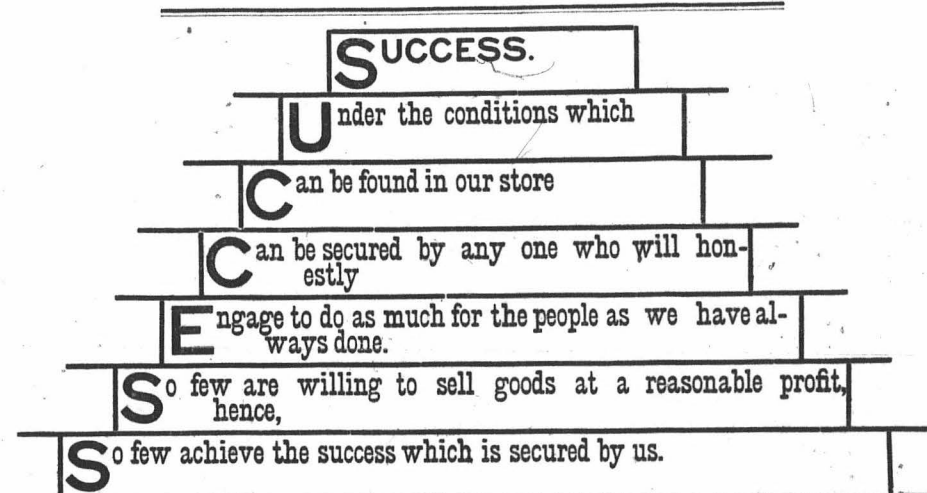 SUCCESS.
Under the conditions which
Can be found in our store
Can be secured by any one who will hon-
estly
Engage to do as much for the people as we have al-
ways done.
So few are willing to sell goods at a reasonable profit,
hence,
So few achieve the success which is secured by us.